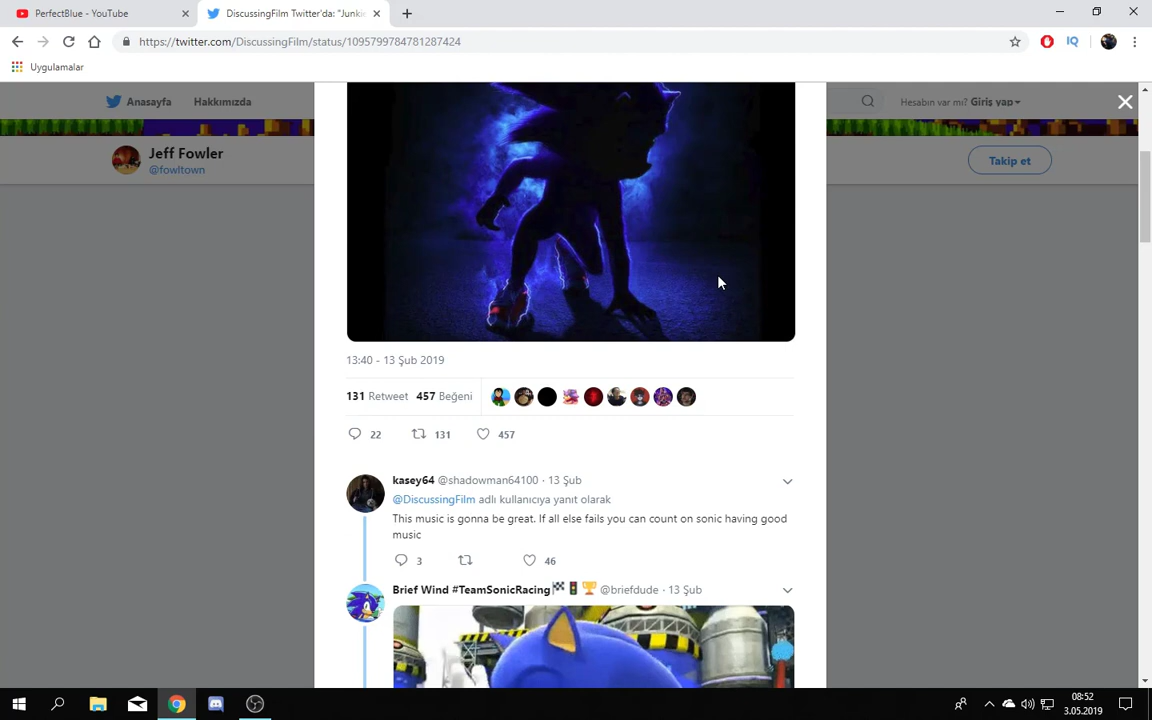 PerfectBlue - YouTube
DiscussingFilm Twitter'da: "Junki
https://twitter.com/DiscussingFilm/status/1095799784781287424
IQ
Uygulamalar
Anasayfa
Hakkımızda
Hesabın var mı? Giriş yap
Jeff Fowler
@fowltown
Takip et
13:40 - 13 Şub 2019
131 Retweet 457 Beğeni
22 131 457
kasey64 @shadowman64100 · 13 Şub
@DiscussingFilm adlı kullanıcıya yanıt olarak
This music is gonna be great. If all else fails you can count on sonic having good
music
3 46
Brief Wind #TeamSonicRacing @briefdude · 13 Şub
08:52
3.05.2019